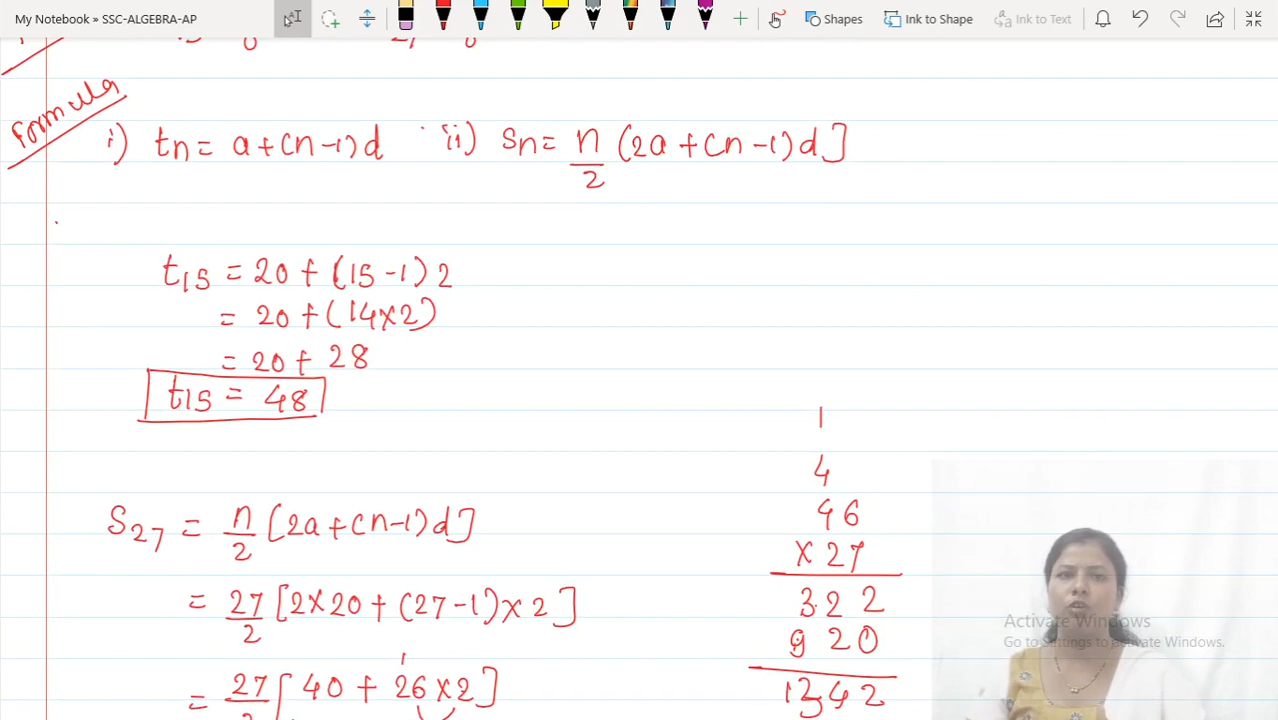 My Notebook » SSC-ALGEBRA-AP
Shapes
Ink to Shape
Ink to Text
Formula
i) tn = a+(n-1)d ii) Sn = n/2 (2a+(n-1)d]
t15 = 20+(15-1)2
= 20+(14×2)
= 20+28
t15 = 48
1
4
46
×27
322
920
1242
S27 = n/2 [2a+(n-1)d]
= 27/2 [2×20+(27-1)×2]
1
= 27/2 [40+26×2]
Activate Windows
Go to Settings to activate Windows.